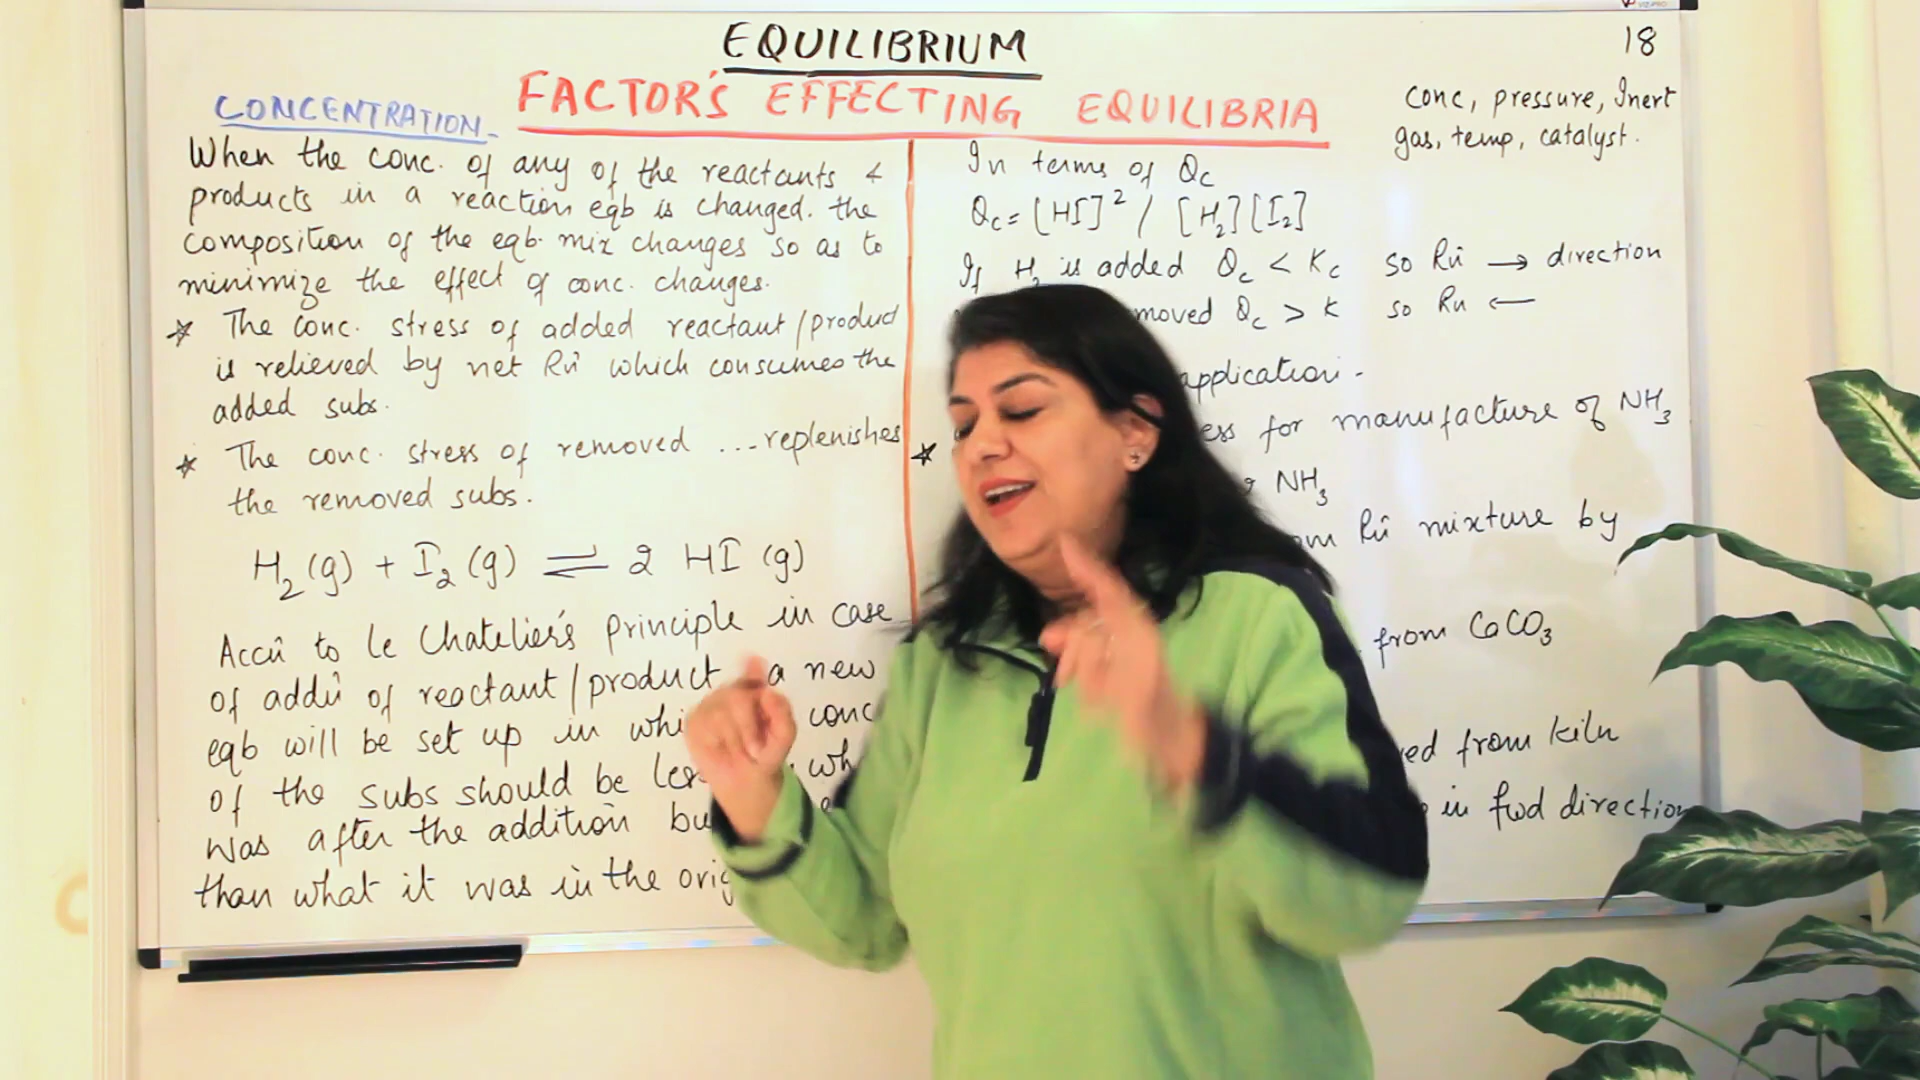 EQUILIBRIUM
18
FACTOR'S EFFECTING EQUILIBRIA
conc, pressure, Inert
gas, temp, catalyst.
CONCENTRATION
When the conc. of any of the reactants &
products in a reaction eqb is changed. the
composition of the eqb. mix changes so as to
minimize the effect of conc. changes.
☆ The conc. stress of added reactant/product
is relieved by net Rn̂ which consumes the
added subs.
☆ The conc. stress of removed ... replenishes
the removed subs.
H₂(g) + I₂(g) ⇌ 2 HI (g)
Accn̂ to Le Chatelier's principle in case
of addn̂ of reactant/product a new
eqb will be set up in conc
of the subs should be
was after the addition
than what it was in the
In terms of Qc
Qc = [HI]² / [H₂][I₂]
If H₂ is added Qc < Kc so Rn̂ → direction
Qc > K so Rn ←
application -
☆ for manufacture of NH₃
NH₃
Rn̂ mixture by
from CaCO₃
from kiln
in fwd direction